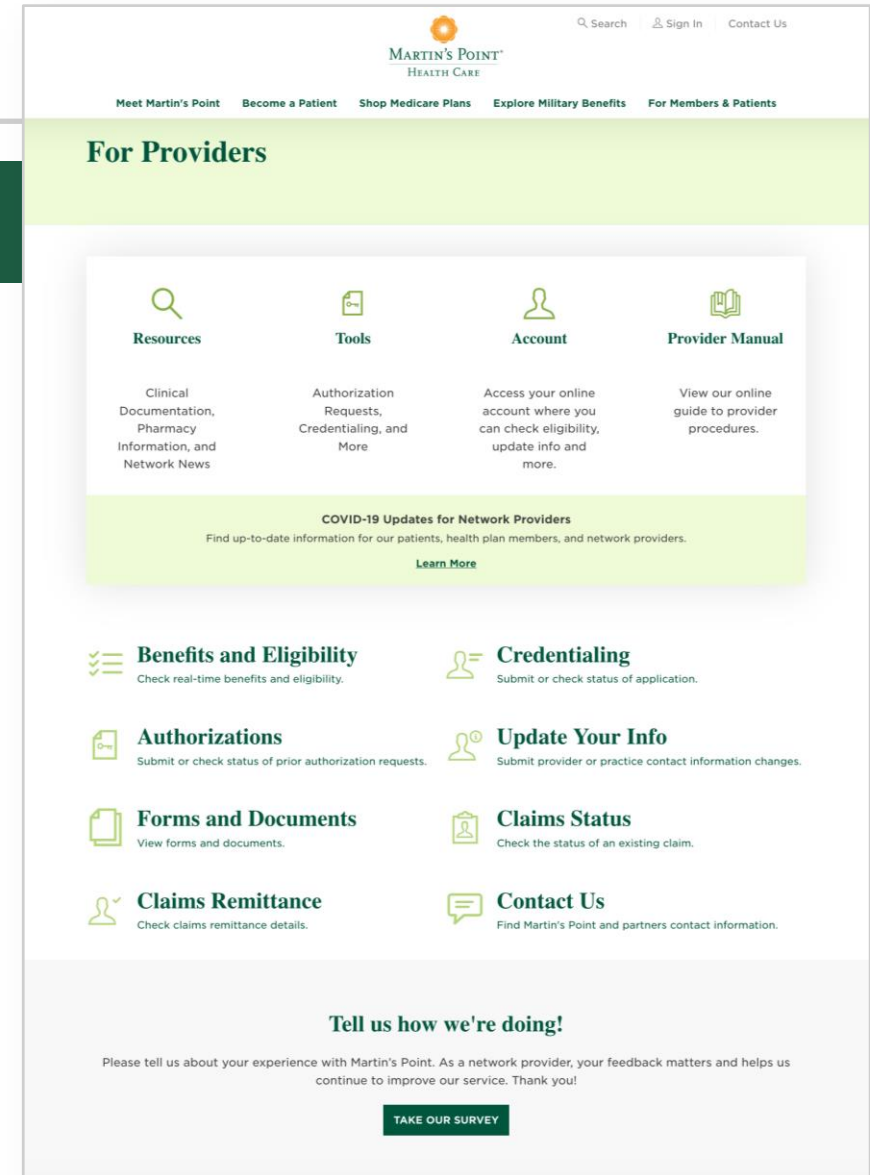 Search
Sign In
Contact Us
MARTIN'S POINT®
HEALTH CARE
Meet Martin's Point
Become a Patient
Shop Medicare Plans
Explore Military Benefits
For Members & Patients
For Providers
Resources
Clinical
Documentation,
Pharmacy
Information, and
Network News
Tools
Authorization
Requests,
Credentialing, and
More
Account
Access your online
account where you
can check eligibility,
update info and
more.
Provider Manual
View our online
guide to provider
procedures.
COVID-19 Updates for Network Providers
Find up-to-date information for our patients, health plan members, and network providers.
Learn More
Benefits and Eligibility
Check real-time benefits and eligibility.
Credentialing
Submit or check status of application.
Authorizations
Submit or check status of prior authorization requests.
Update Your Info
Submit provider or practice contact information changes.
Forms and Documents
View forms and documents.
Claims Status
Check the status of an existing claim.
Claims Remittance
Check claims remittance details.
Contact Us
Find Martin's Point and partners contact information.
Tell us how we're doing!
Please tell us about your experience with Martin's Point. As a network provider, your feedback matters and helps us
continue to improve our service. Thank you!
TAKE OUR SURVEY